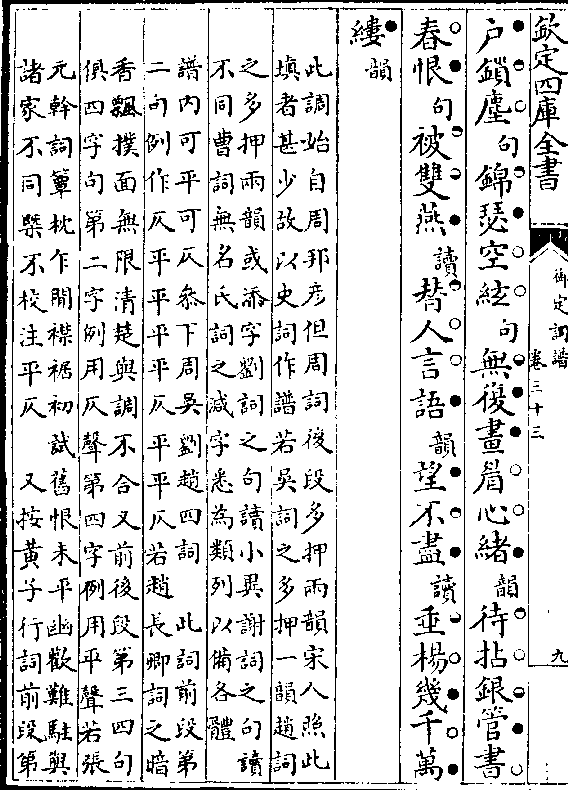 欽定四庫全書
御定詞譜
卷三十三
九
戶鎖塵句錦瑟空絃句無復畫眉心緒韻待拈銀管書
春恨句被雙燕讀替人言語韻望不盡讀垂楊幾千萬
縷韻
此調始自周邦彥但周詞後段多押兩韻宋人照此
填者甚少故以史詞作譜若吳詞之多押一韻趙詞
之多押兩韻或添字劉詞之句讀小異謝詞之句讀
不同曹詞無名氏詞之減字悉為類列以備各體
譜內可平可仄叅下周吳劉趙四詞 此詞前段第
二句例作仄平平平仄平平仄若趙長卿詞之暗
香飄撲面無限清楚與調不合又前後段第三四句
俱四字句第二字例用仄聲第四字例用平聲若張
元幹詞簟枕乍閒襟裾初試舊恨未平幽歡難駐與
諸家不同槩不校注平仄 又按黃子行詞前段第